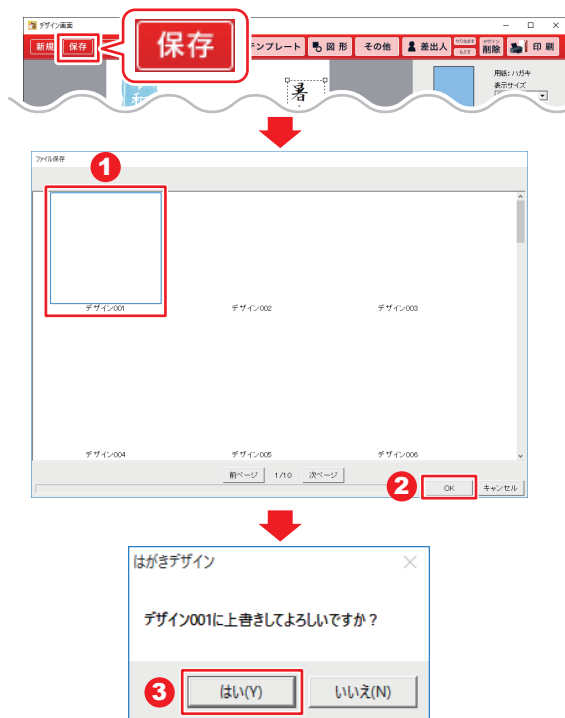 デザイン画面
新規 保存 保存 ンプレート 図形 その他 差出人 やりなおす もどす デザイン 削除 印刷
用紙: ハガキ
表示サイズ
暑
和
ファイル保存
1
デザイン001 デザイン002 デザイン003
デザイン004 デザイン005 デザイン006
前ページ 1/10 次ページ
2 OK キャンセル
はがきデザイン
デザイン001に上書きしてよろしいですか？
3 はい(Y) いいえ(N)